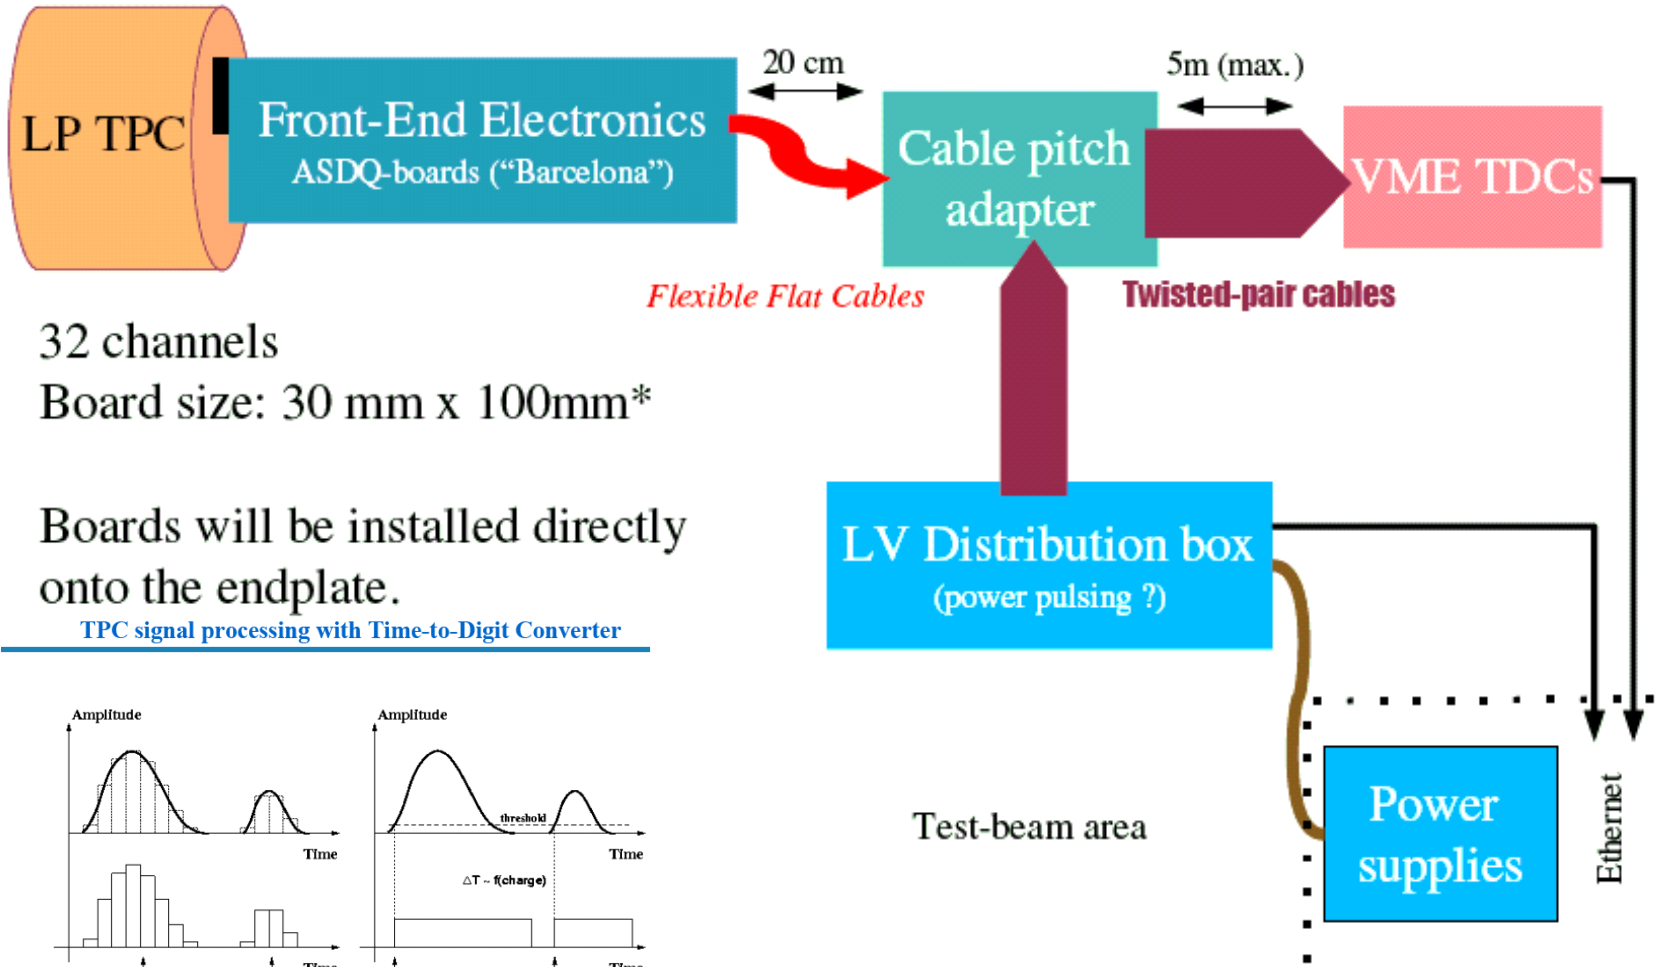 LP TPC
Front-End Electronics
ASDQ-boards (“Barcelona”)
20 cm
Cable pitch
adapter
5m (max.)
VME TDCs
Flexible Flat Cables
Twisted-pair cables
32 channels
Board size: 30 mm x 100mm*
Boards will be installed directly
onto the endplate.
LV Distribution box
(power pulsing ?)
TPC signal processing with Time-to-Digit Converter
Amplitude
Time
Time
Amplitude
threshold
Time
△T ~ f(charge)
Time
Test-beam area
Power
supplies
Ethernet